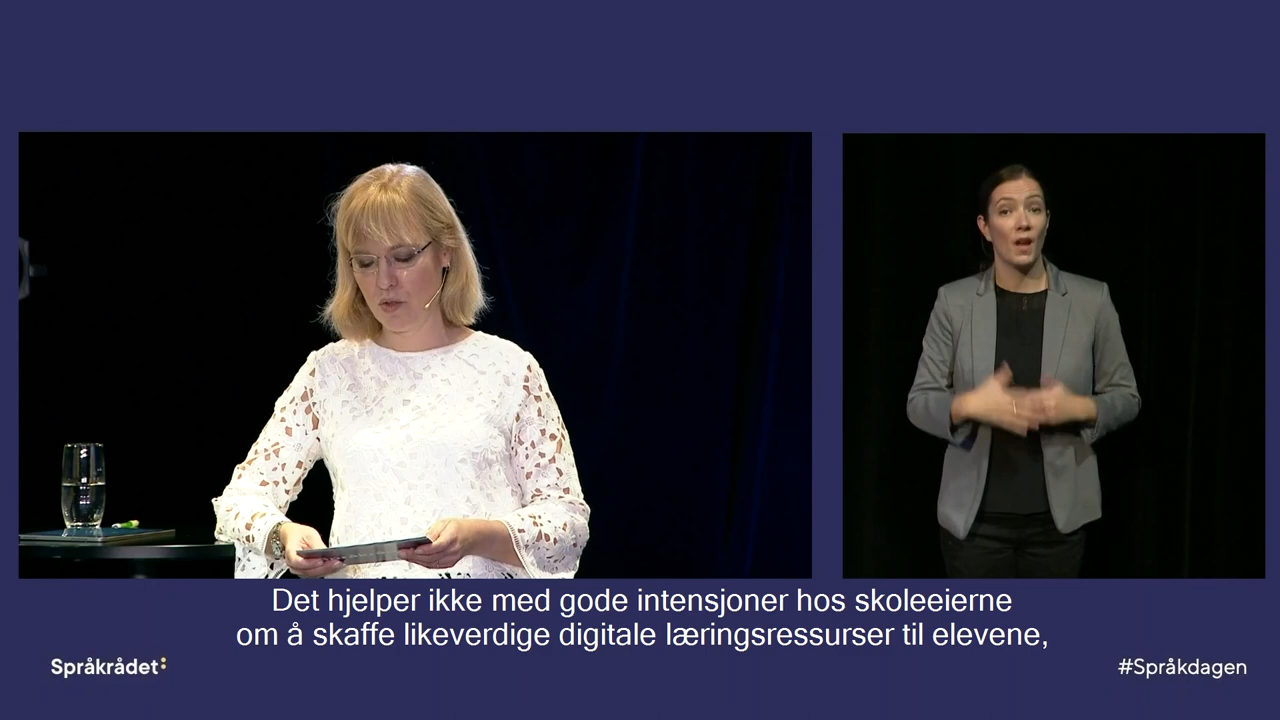 Det hjelper ikke med gode intensjoner hos skoleeierne
om å skaffe likeverdige digitale læringsressurser til elevene,
Språkrådet:
#Språkdagen